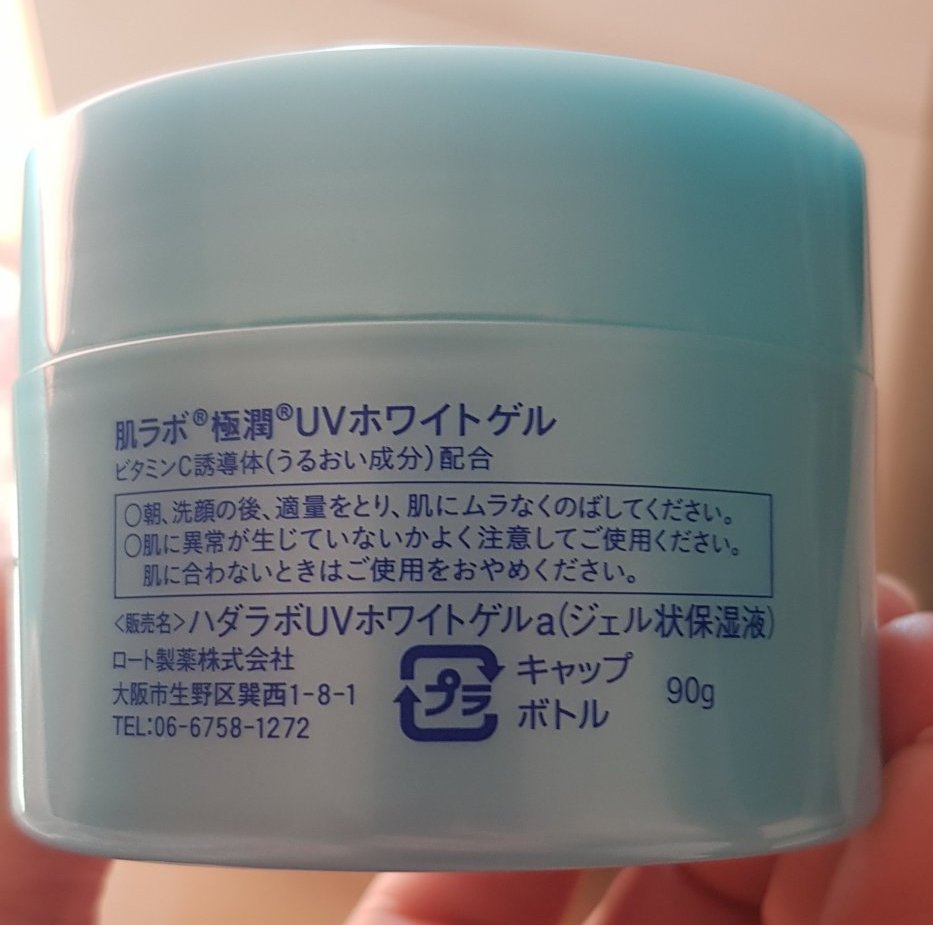 肌ラボ®極潤®UVホワイトゲル
ビタミンC誘導体(うるおい成分)配合
○朝、洗顔の後、適量をとり、肌にムラなくのばしてください。
○肌に異常が生じていないかよく注意してご使用ください。
肌に合わないときはご使用をおやめください。
<販売名>ハダラボUVホワイトゲルa(ジェル状保湿液)
ロート製薬株式会社
大阪市生野区巽西1-8-1
TEL:06-6758-1272
プラ
キャップ
ボトル
90g